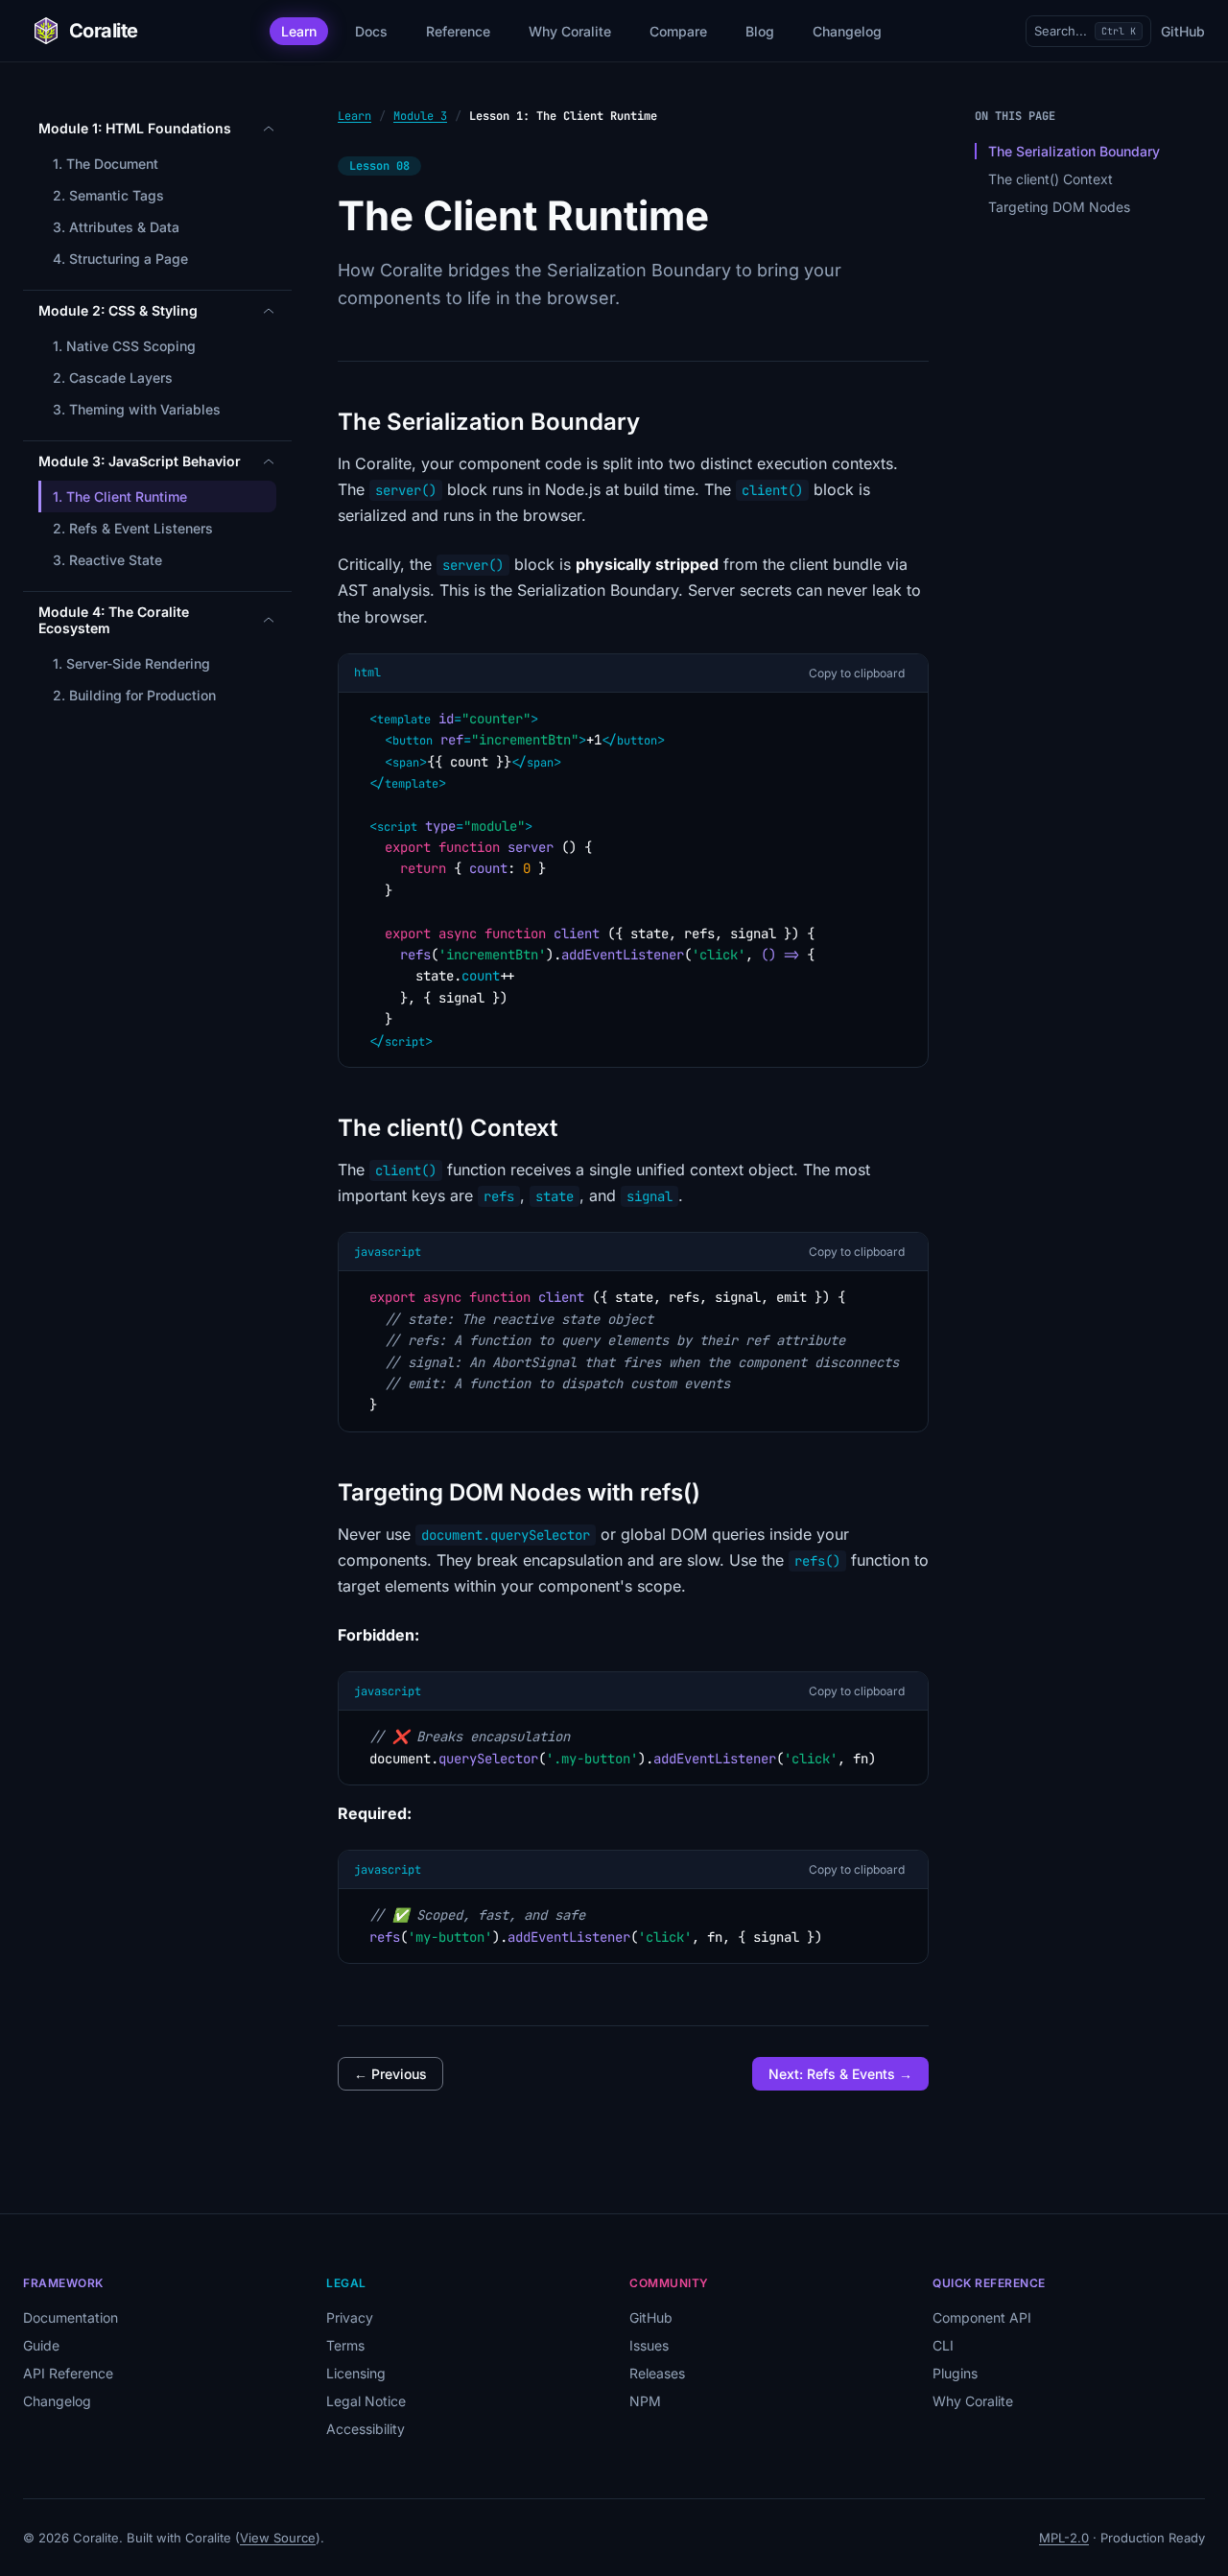 Coralite
Learn Docs Reference Why Coralite Compare Blog Changelog
Search... Ctrl K GitHub
Module 1: HTML Foundations
1. The Document
2. Semantic Tags
3. Attributes & Data
4. Structuring a Page
Module 2: CSS & Styling
1. Native CSS Scoping
2. Cascade Layers
3. Theming with Variables
Module 3: JavaScript Behavior
1. The Client Runtime
2. Refs & Event Listeners
3. Reactive State
Module 4: The Coralite
Ecosystem
1. Server-Side Rendering
2. Building for Production
Learn / Module 3 / Lesson 1: The Client Runtime
Lesson 08
The Client Runtime
How Coralite bridges the Serialization Boundary to bring your
components to life in the browser.
The Serialization Boundary
In Coralite, your component code is split into two distinct execution contexts.
The server() block runs in Node.js at build time. The client() block is
serialized and runs in the browser.
Critically, the server() block is physically stripped from the client bundle via
AST analysis. This is the Serialization Boundary. Server secrets can never leak to
the browser.
html Copy to clipboard
<template id="counter">
  <button ref="incrementBtn">+1</button>
  <span>{{ count }}</span>
</template>
<script type="module">
  export function server () {
    return { count: 0 }
  }
  export async function client ({ state, refs, signal }) {
    refs('incrementBtn').addEventListener('click', () => {
      state.count++
    }, { signal })
  }
</script>
The client() Context
The client() function receives a single unified context object. The most
important keys are refs, state, and signal.
javascript Copy to clipboard
export async function client ({ state, refs, signal, emit }) {
  // state: The reactive state object
  // refs: A function to query elements by their ref attribute
  // signal: An AbortSignal that fires when the component disconnects
  // emit: A function to dispatch custom events
}
Targeting DOM Nodes with refs()
Never use document.querySelector or global DOM queries inside your
components. They break encapsulation and are slow. Use the refs() function to
target elements within your component's scope.
Forbidden:
javascript Copy to clipboard
// ❌ Breaks encapsulation
document.querySelector('.my-button').addEventListener('click', fn)
Required:
javascript Copy to clipboard
// ✅ Scoped, fast, and safe
refs('my-button').addEventListener('click', fn, { signal })
← Previous
Next: Refs & Events →
ON THIS PAGE
The Serialization Boundary
The client() Context
Targeting DOM Nodes
FRAMEWORK
Documentation
Guide
API Reference
Changelog
LEGAL
Privacy
Terms
Licensing
Legal Notice
Accessibility
COMMUNITY
GitHub
Issues
Releases
NPM
QUICK REFERENCE
Component API
CLI
Plugins
Why Coralite
© 2026 Coralite. Built with Coralite (View Source).
MPL-2.0 · Production Ready